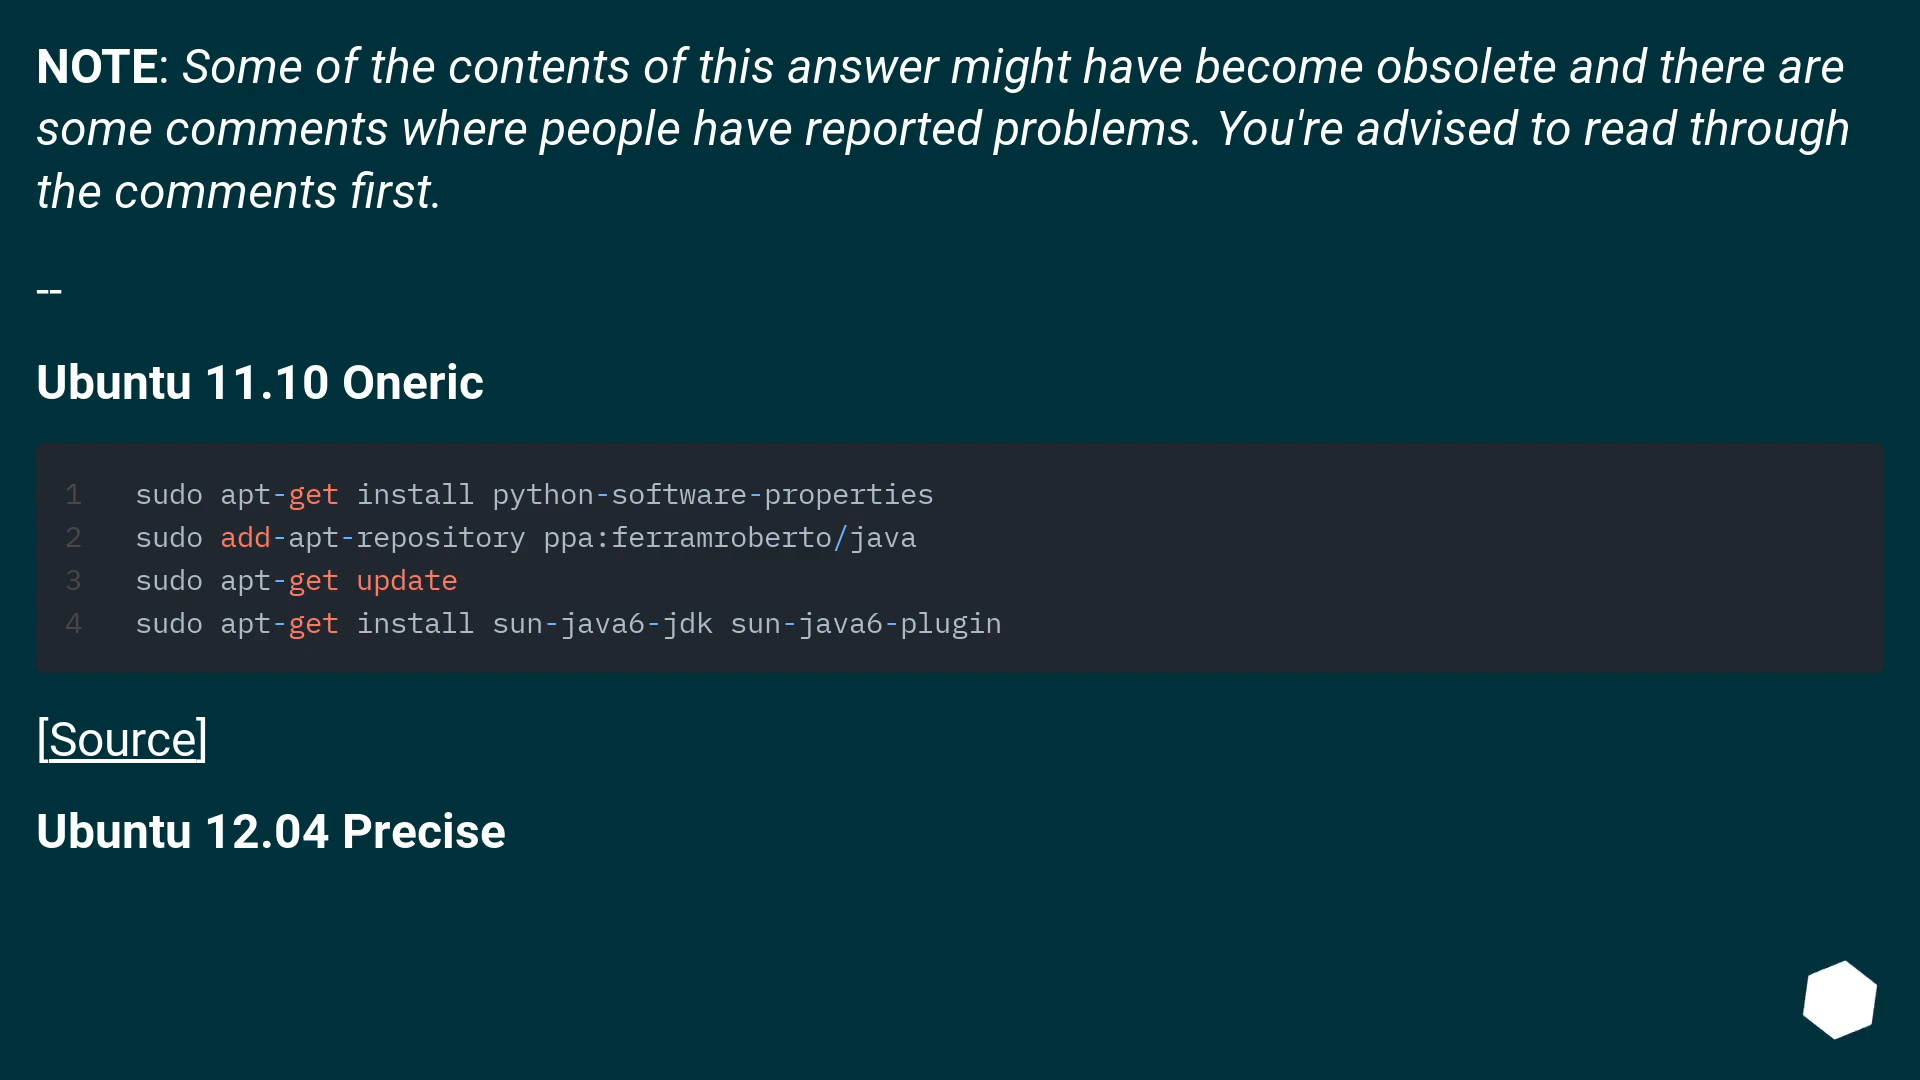 NOTE: Some of the contents of this answer might have become obsolete and there are
some comments where people have reported problems. You're advised to read through
the comments first.
--
Ubuntu 11.10 Oneric
1 sudo apt-get install python-software-properties
2 sudo add-apt-repository ppa:ferramroberto/java
3 sudo apt-get update
4 sudo apt-get install sun-java6-jdk sun-java6-plugin
[Source]
Ubuntu 12.04 Precise